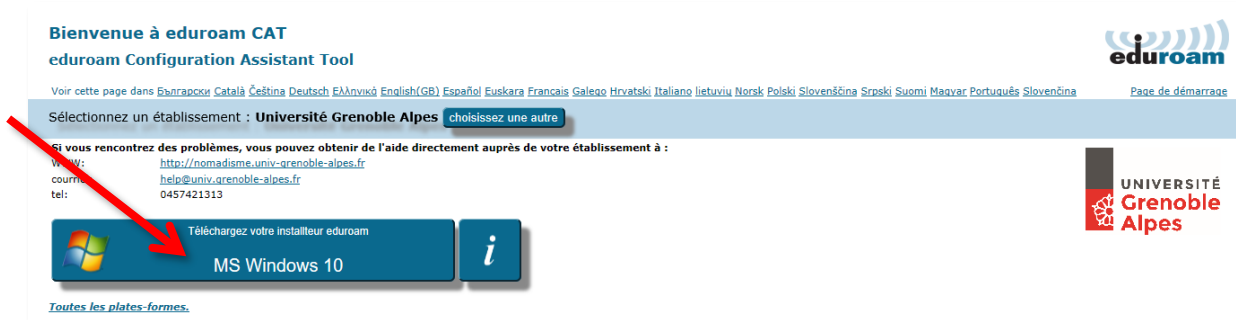 Bienvenue à eduroam CAT
eduroam Configuration Assistant Tool
eduroam
Voir cette page dans Български Català Čeština Deutsch Ελληνικά English(GB) Español Euskara Français Galego Hrvatski Italiano lietuvių Norsk Polski Slovenščina Srpski Suomi Magyar Português Slovenčina Page de démarrage
Sélectionnez un établissement : Université Grenoble Alpes choisissez une autre
Si vous rencontrez des problèmes, vous pouvez obtenir de l'aide directement auprès de votre établissement à :
http://nomadisme.univ-grenoble-alpes.fr
help@univ.grenoble-alpes.fr
tel: 0457421313
UNIVERSITÉ
Grenoble
Alpes
Téléchargez votre installteur eduroam
MS Windows 10
i
Toutes les plates-formes.